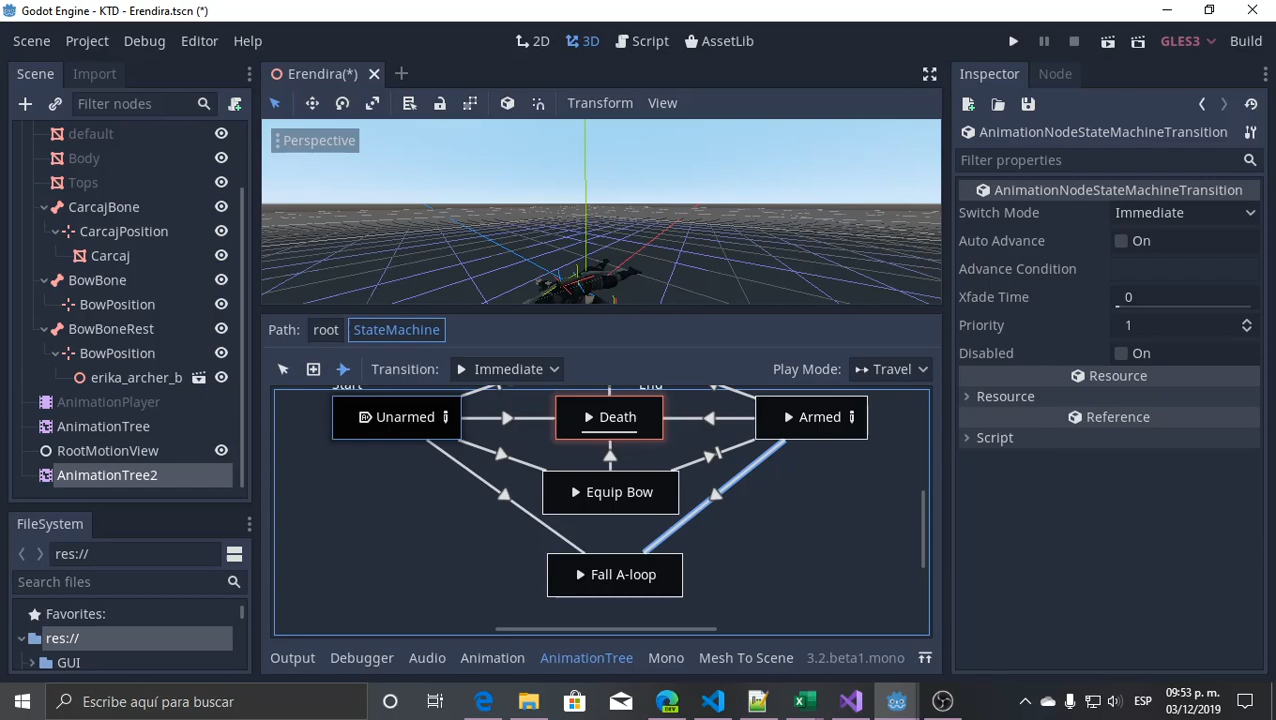 Godot Engine - KTD - Erendira.tscn (*)
Scene Project Debug Editor Help
2D 3D Script AssetLib
GLES3 Build
Scene Import
Erendira(*)
Inspector Node
Filter nodes
Transform View
default
Body
Tops
CarcajBone
CarcajPosition
Carcaj
BowBone
BowPosition
BowBoneRest
BowPosition
erika_archer_b
AnimationPlayer
AnimationTree
RootMotionView
AnimationTree2
Perspective
AnimationNodeStateMachineTransition
Filter properties
AnimationNodeStateMachineTransition
Switch Mode Immediate
Auto Advance On
Advance Condition
Xfade Time 0
Priority 1
Disabled On
Resource
Resource
Reference
Script
Path: root StateMachine
Transition: Immediate Play Mode: Travel
Start End
Unarmed Death Armed
Equip Bow
Fall A-loop
FileSystem
res://
Search files
Favorites:
res://
GUI
Output Debugger Audio Animation AnimationTree Mono Mesh To Scene 3.2.beta1.mono
Escribe aquí para buscar
DEV
ESP
09:53 p. m.
03/12/2019